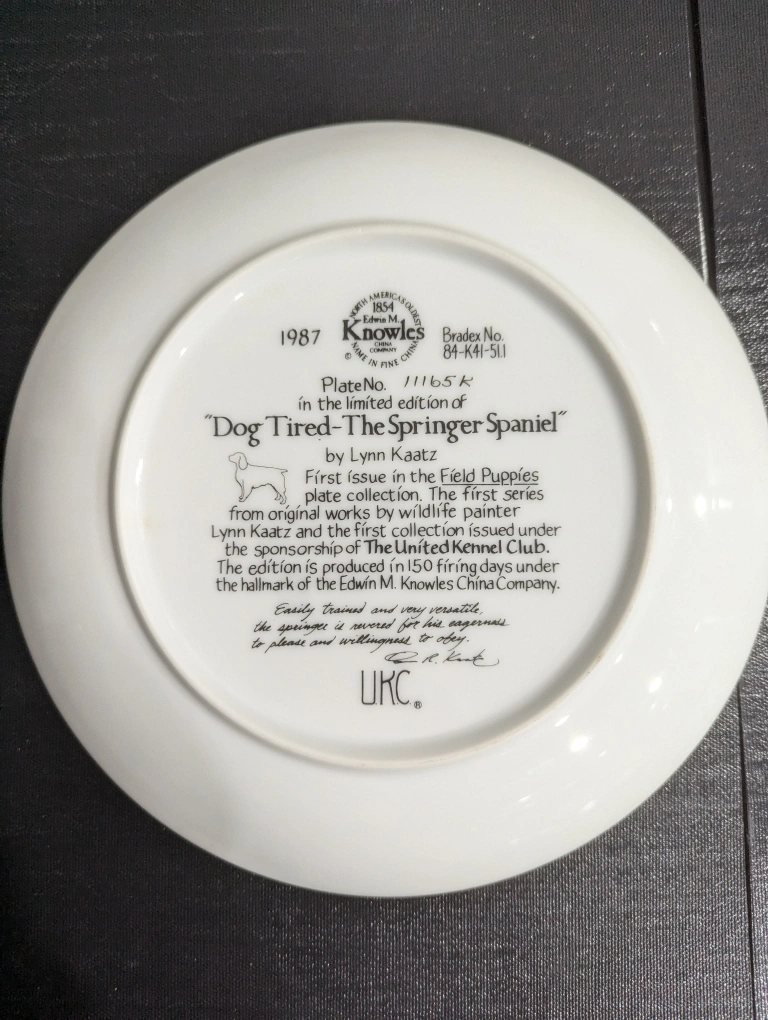 NORTH AMERICA'S OLDEST
1854
Edwin M.
Knowles
CHINA
COMPANY
© NAME IN FINE CHINA
1987
Bradex No.
84-K41-51.1
Plate No. 11165K
in the limited edition of
"Dog Tired-The Springer Spaniel"
by Lynn Kaatz
First issue in the Field Puppies
plate collection. The first series
from original works by wildlife painter
Lynn Kaatz and the first collection issued under
the sponsorship of The United Kennel Club.
The edition is produced in 150 firing days under
the hallmark of the Edwin M. Knowles China Company.
Easily trained and very versatile,
the springer is revered for his eagerness
to please and willingness to obey.
R. Kaatz
U.K.C.®